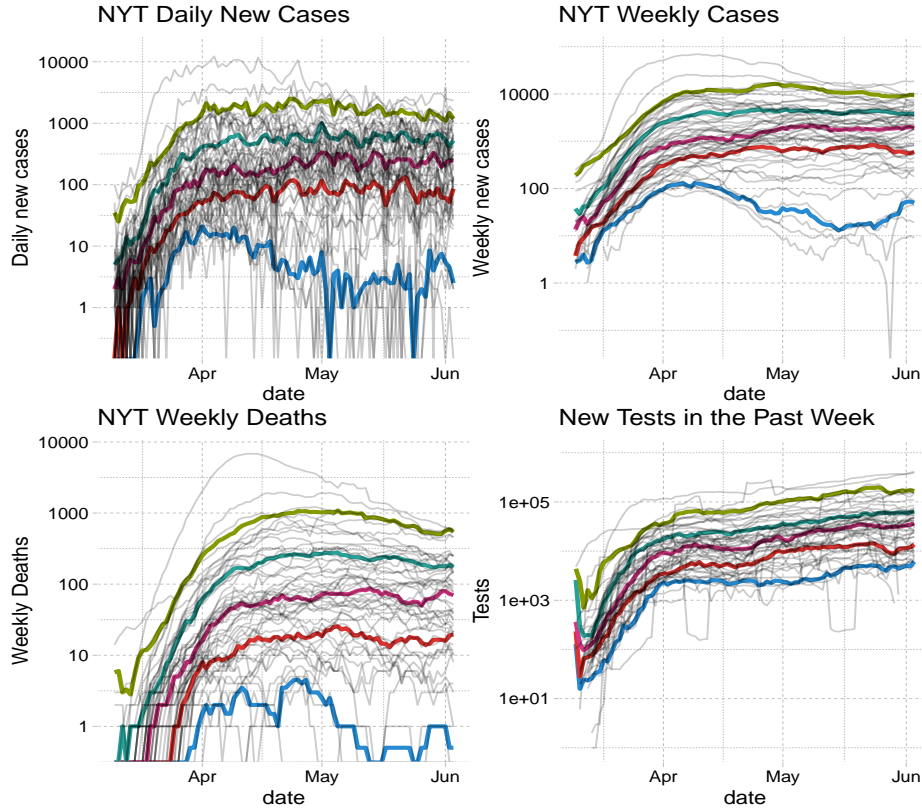 NYT Daily New Cases
Daily new cases
10000
1000
100
10
1
Apr
May
Jun
date
NYT Weekly Cases
Weekly new cases
10000
100
1
Apr
May
Jun
date
NYT Weekly Deaths
Weekly Deaths
10000
1000
100
10
1
Apr
May
Jun
date
New Tests in the Past Week
Tests
1e+05
1e+03
1e+01
Apr
May
Jun
date